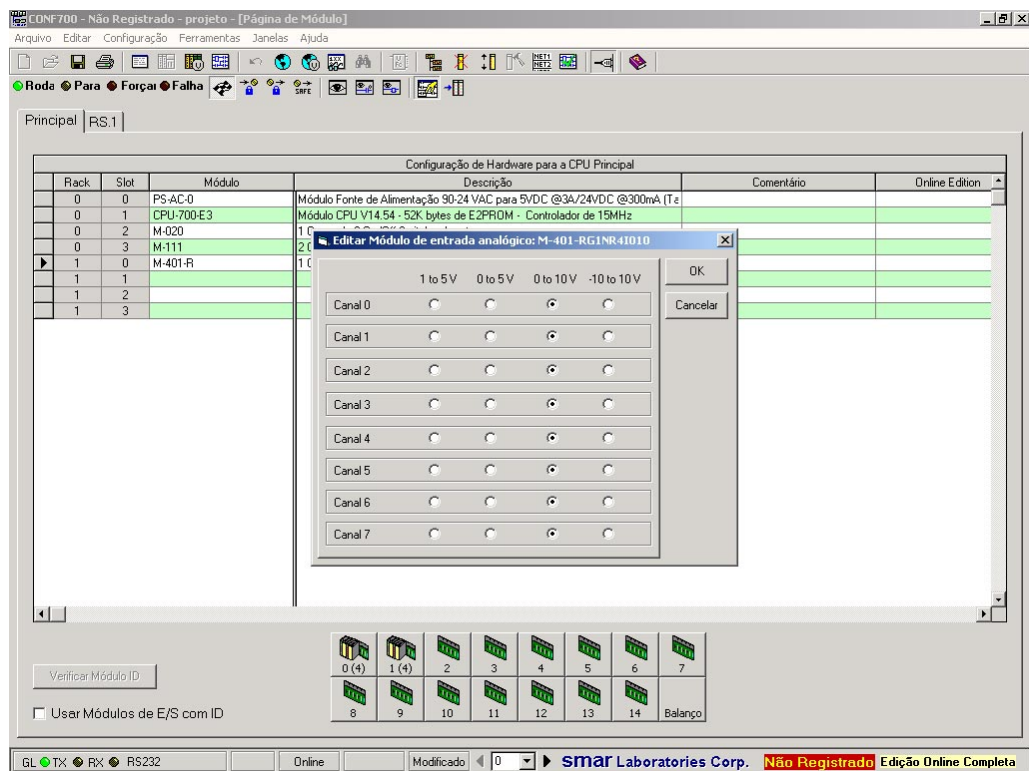 CONF700 - Não Registrado - projeto - [Página de Módulo]
Arquivo Editar Configuração Ferramentas Janelas Ajuda
Roda Para Força Falha
Principal RS.1
Configuração de Hardware para a CPU Principal
Rack Slot Módulo Descrição Comentário Online Edition
0 0 PS-AC-0 Módulo Fonte de Alimentação 90-24 VAC para 5VDC @3A/24VDC @300mA (Ta
0 1 CPU-700-E3 Módulo CPU V14.54 - 52K bytes de E2PROM - Controlador de 15MHz
0 2 M-020
0 3 M-111
1 0 M-401-R
1 1
1 2
1 3
Editar Módulo de entrada analógico: M-401-RG1NR4I010
1 to 5 V 0 to 5 V 0 to 10 V -10 to 10 V
OK
Cancelar
Canal 0
Canal 1
Canal 2
Canal 3
Canal 4
Canal 5
Canal 6
Canal 7
0 (4) 1 (4) 2 3 4 5 6 7
8 9 10 11 12 13 14 Balanço
Verificar Módulo ID
Usar Módulos de E/S com ID
GL TX RX RS232 Online Modificado 0 smar Laboratories Corp. Não Registrado Edição Online Completa